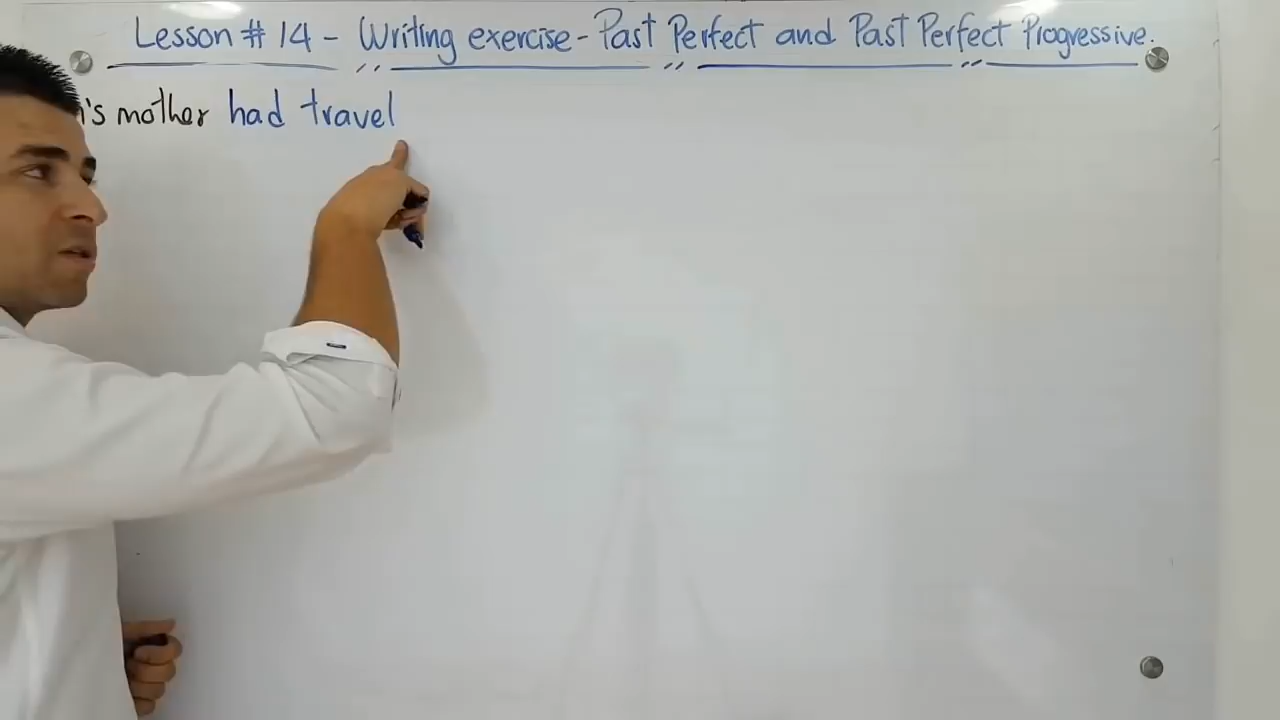 Lesson # 14 - Writing exercise - Past Perfect and Past Perfect Progressive.
mother had travel